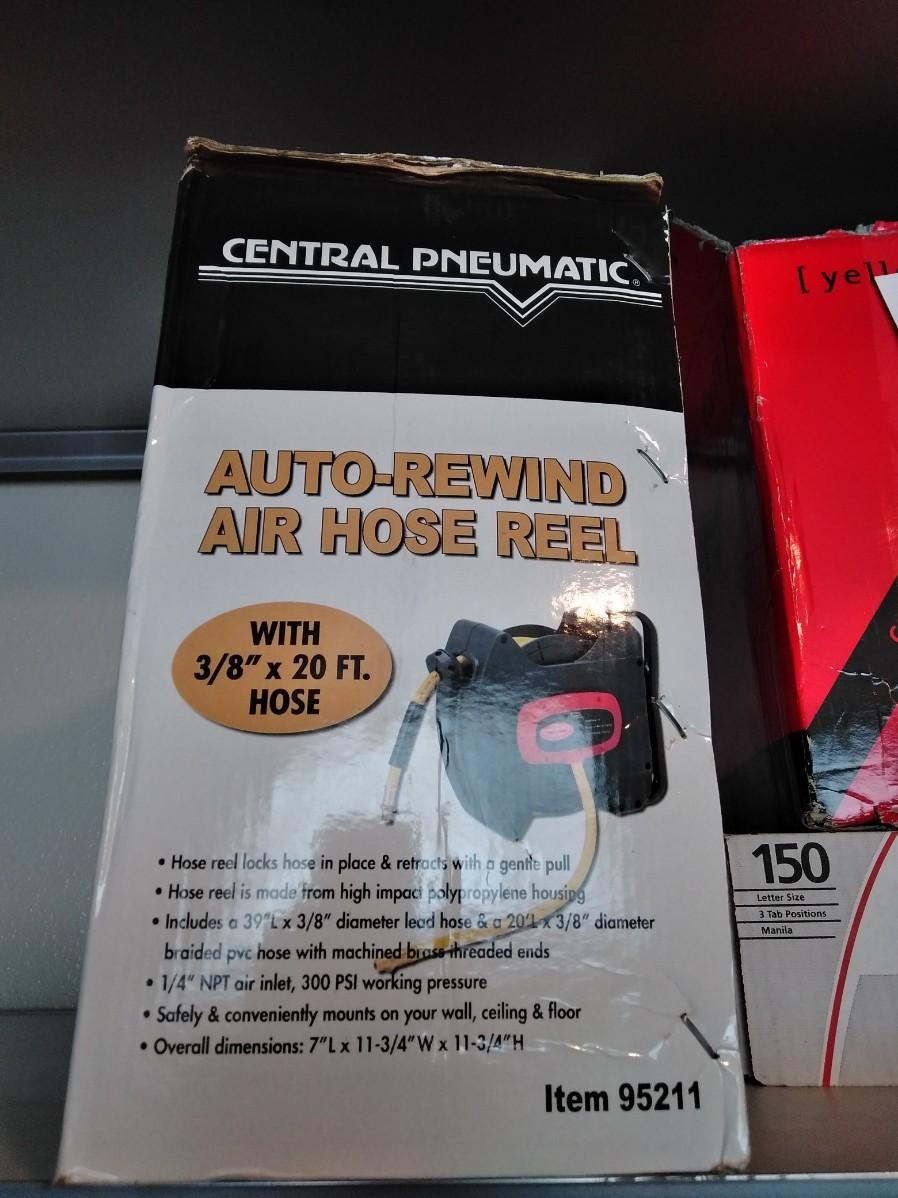 CENTRAL PNEUMATIC®
AUTO-REWIND
AIR HOSE REEL
WITH
3/8" x 20 FT.
HOSE
• Hose reel locks hose in place & retracts with a gentle pull
• Hose reel is made from high impact polypropylene housing
• Includes a 39"L x 3/8" diameter lead hose & a 20'L x 3/8" diameter
braided pvc hose with machined brass threaded ends
• 1/4" NPT air inlet, 300 PSI working pressure
• Safely & conveniently mounts on your wall, ceiling & floor
• Overall dimensions: 7"L x 11-3/4"W x 11-3/4"H
Item 95211
[ yell
150
Letter Size
3 Tab Positions
Manila